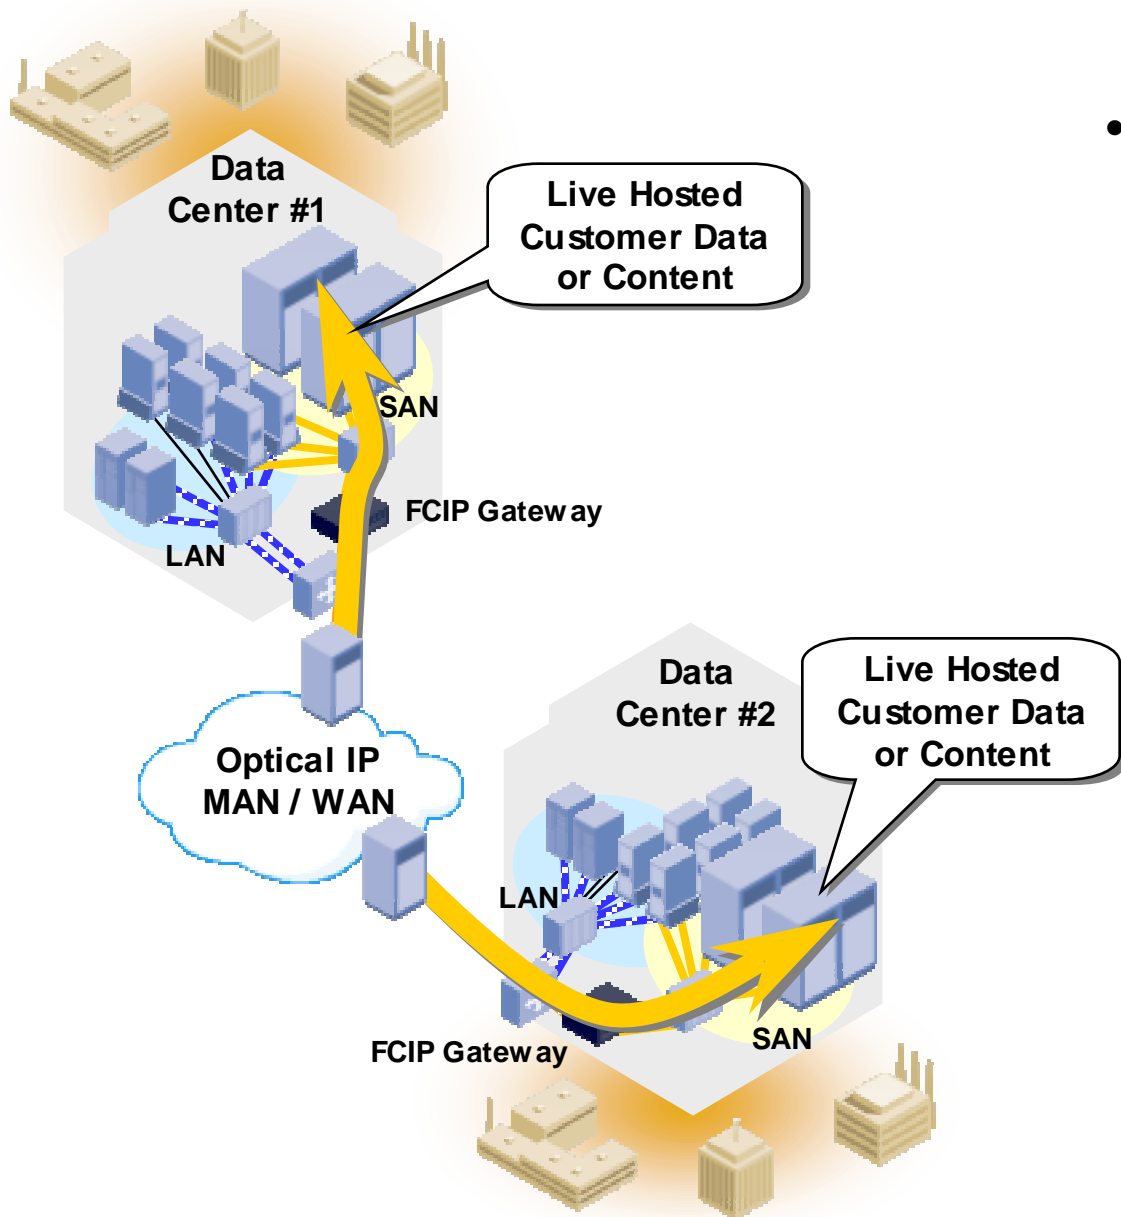 Data
Center #1
Live Hosted
Customer Data
or Content
SAN
FCIP Gateway
LAN
Optical IP
MAN / WAN
Data
Center #2
Live Hosted
Customer Data
or Content
LAN
SAN
FCIP Gateway
•